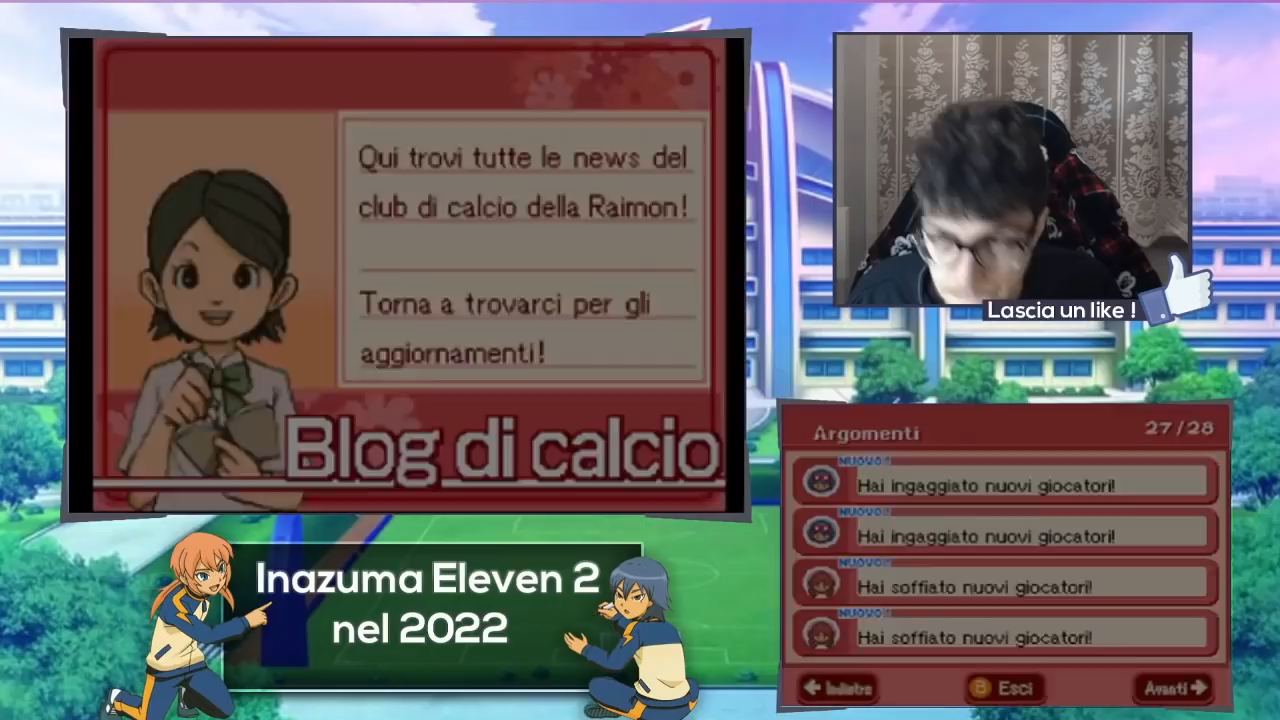 Qui trovi tutte le news del
club di calcio della Raimon!
Torna a trovarci per gli
aggiornamenti!
Blog di calcio
Lascia un like !
Argomenti
27/28
NUOVO!
Hai ingaggiato nuovi giocatori!
NUOVO!
Hai ingaggiato nuovi giocatori!
NUOVO!
Hai soffiato nuovi giocatori!
NUOVO!
Hai soffiato nuovi giocatori!
Indietro
B Esci
Avanti
Inazuma Eleven 2
nel 2022